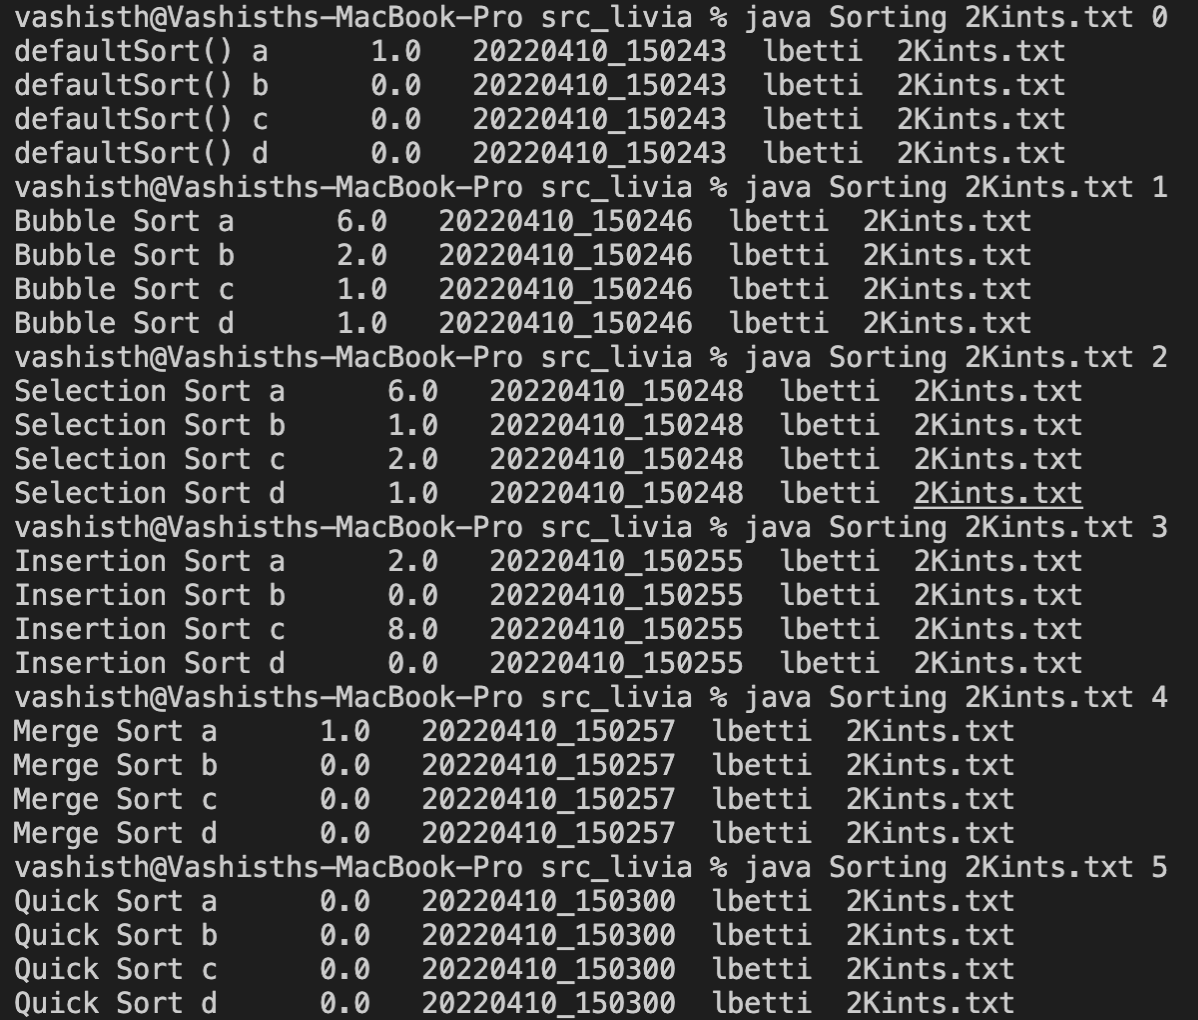 vashisth@Vashisths-MacBook-Pro src_livia % java Sorting 2Kints.txt 0
defaultSort() a      1.0   20220410_150243  lbetti  2Kints.txt
defaultSort() b      0.0   20220410_150243  lbetti  2Kints.txt
defaultSort() c      0.0   20220410_150243  lbetti  2Kints.txt
defaultSort() d      0.0   20220410_150243  lbetti  2Kints.txt
vashisth@Vashisths-MacBook-Pro src_livia % java Sorting 2Kints.txt 1
Bubble Sort a      6.0   20220410_150246  lbetti  2Kints.txt
Bubble Sort b      2.0   20220410_150246  lbetti  2Kints.txt
Bubble Sort c      1.0   20220410_150246  lbetti  2Kints.txt
Bubble Sort d      1.0   20220410_150246  lbetti  2Kints.txt
vashisth@Vashisths-MacBook-Pro src_livia % java Sorting 2Kints.txt 2
Selection Sort a      6.0   20220410_150248  lbetti  2Kints.txt
Selection Sort b      1.0   20220410_150248  lbetti  2Kints.txt
Selection Sort c      2.0   20220410_150248  lbetti  2Kints.txt
Selection Sort d      1.0   20220410_150248  lbetti  2Kints.txt
vashisth@Vashisths-MacBook-Pro src_livia % java Sorting 2Kints.txt 3
Insertion Sort a      2.0   20220410_150255  lbetti  2Kints.txt
Insertion Sort b      0.0   20220410_150255  lbetti  2Kints.txt
Insertion Sort c      8.0   20220410_150255  lbetti  2Kints.txt
Insertion Sort d      0.0   20220410_150255  lbetti  2Kints.txt
vashisth@Vashisths-MacBook-Pro src_livia % java Sorting 2Kints.txt 4
Merge Sort a      1.0   20220410_150257  lbetti  2Kints.txt
Merge Sort b      0.0   20220410_150257  lbetti  2Kints.txt
Merge Sort c      0.0   20220410_150257  lbetti  2Kints.txt
Merge Sort d      0.0   20220410_150257  lbetti  2Kints.txt
vashisth@Vashisths-MacBook-Pro src_livia % java Sorting 2Kints.txt 5
Quick Sort a      0.0   20220410_150300  lbetti  2Kints.txt
Quick Sort b      0.0   20220410_150300  lbetti  2Kints.txt
Quick Sort c      0.0   20220410_150300  lbetti  2Kints.txt
Quick Sort d      0.0   20220410_150300  lbetti  2Kints.txt